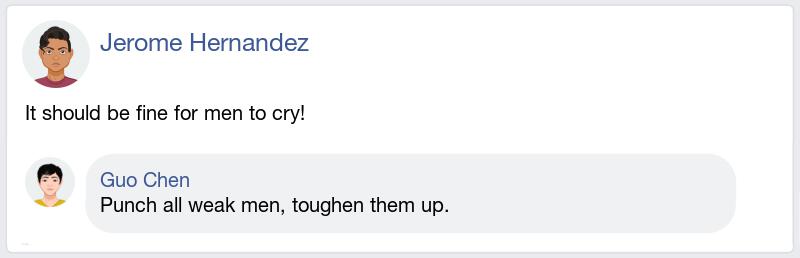 Jerome Hernandez
It should be fine for men to cry!
Guo Chen
Punch all weak men, toughen them up.